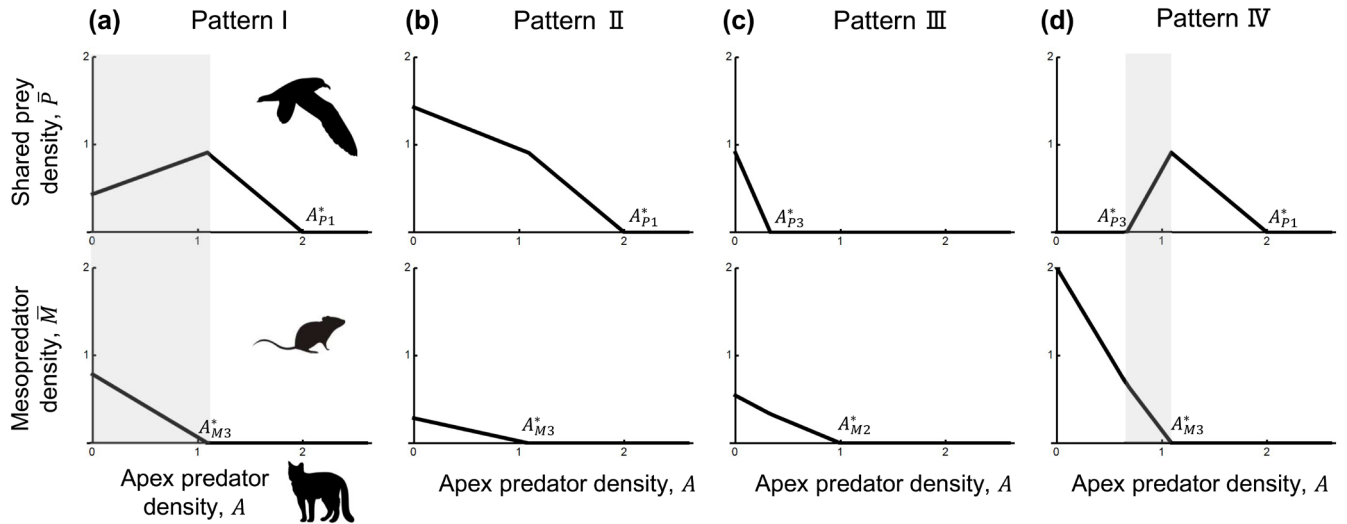 (a) Pattern Ⅰ
(b) Pattern Ⅱ
(c) Pattern Ⅲ
(d) Pattern Ⅳ
Shared prey
density, P̅
2
1
0 1 2
A*P1
2
1
0 1 2
A*P1
2
1
0 1 2
A*P3
2
1
0 1 2
A*P3
A*P1
Mesopredator
density, M̅
2
1
0 1 2
A*M3
2
1
0 1 2
A*M3
2
1
0 1 2
A*M2
2
1
0 1 2
A*M3
Apex predator
density, A
Apex predator density, A
Apex predator density, A
Apex predator density, A